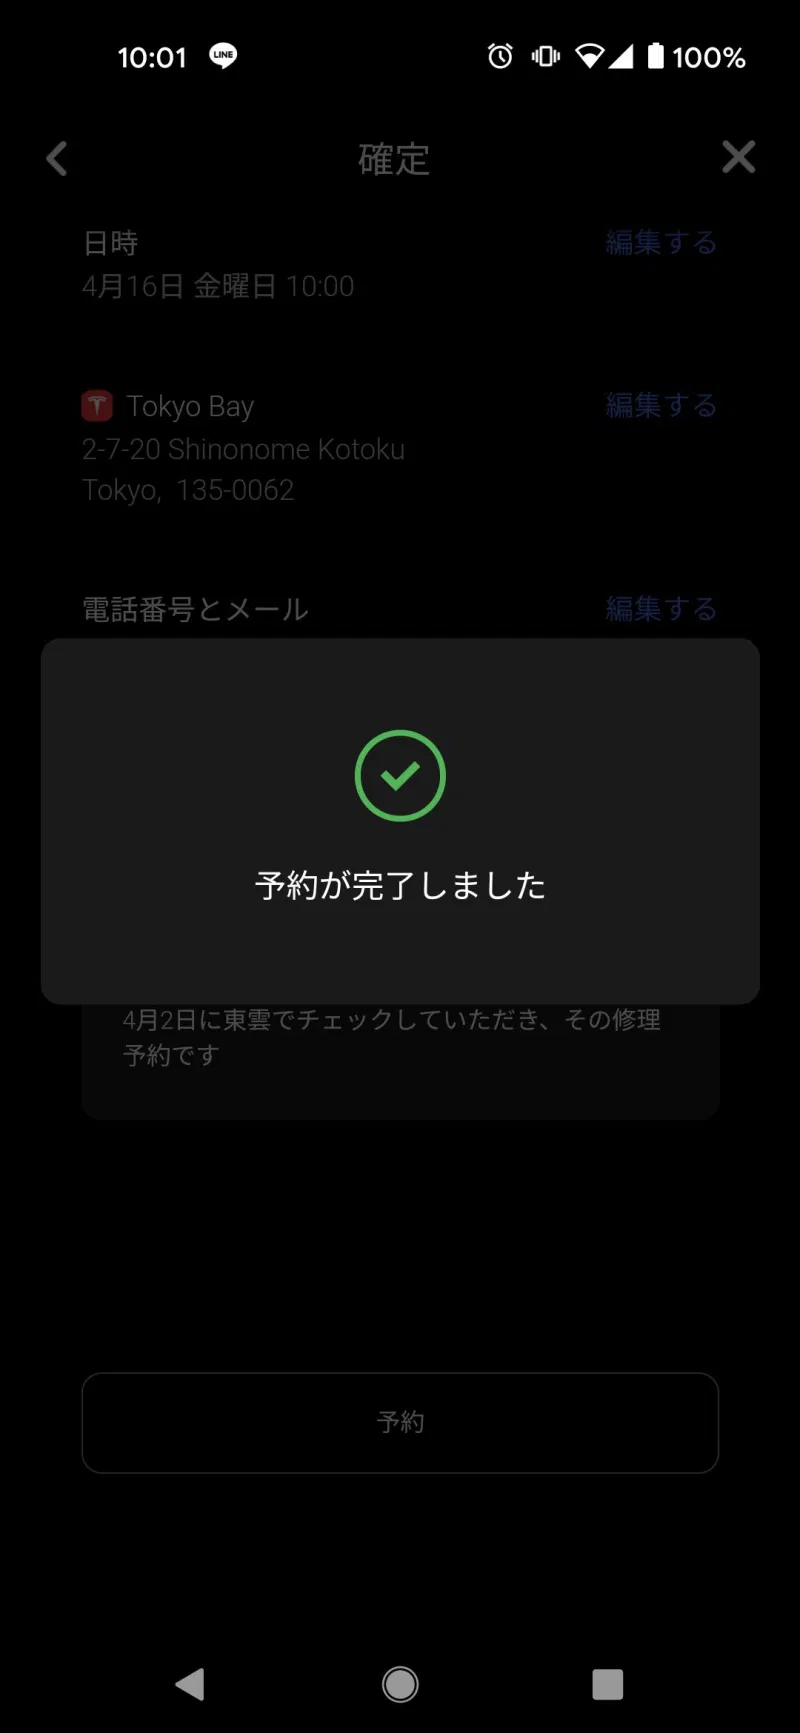 10:01 LINE 100%
確定
日時 編集する
4月16日 金曜日 10:00
Tokyo Bay 編集する
2-7-20 Shinonome Kotoku
Tokyo, 135-0062
電話番号とメール 編集する
予約が完了しました
4月2日に東雲でチェックしていただき、その修理
予約です
予約